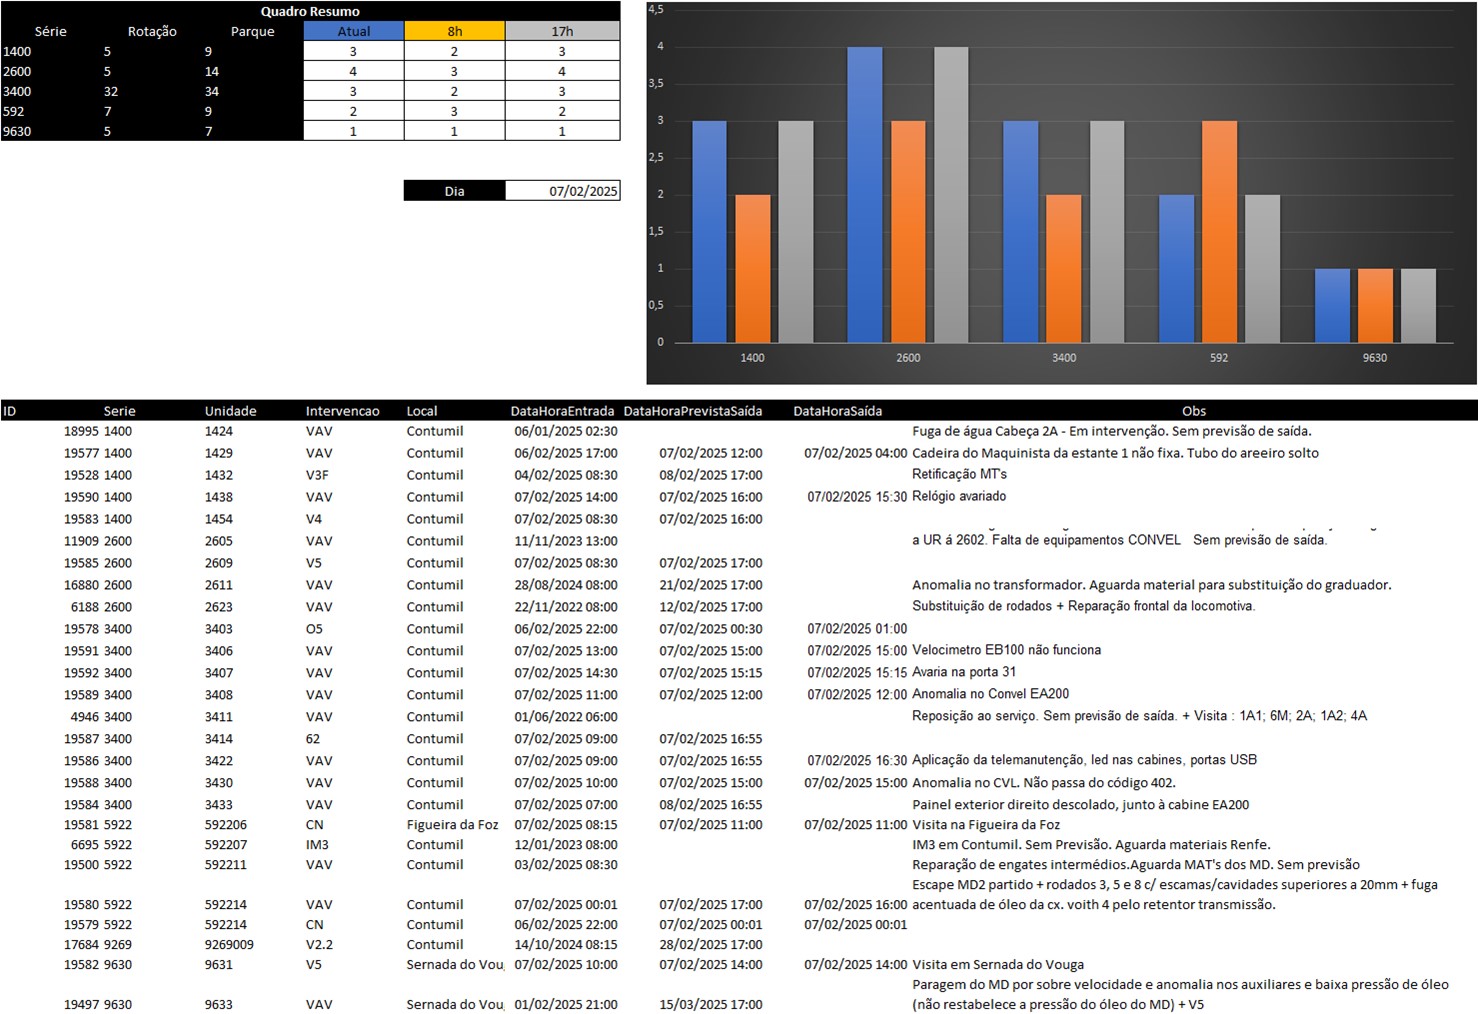 Quadro Resumo
Série Rotação Parque Atual 8h 17h
1400 5 9 3 2 3
2600 5 14 4 3 4
3400 32 34 3 2 3
592 7 9 2 3 2
9630 5 7 1 1 1
Dia 07/02/2025
4,5
4
3,5
3
2,5
2
1,5
1
0,5
0
1400 2600 3400 592 9630
ID Serie Unidade Intervencao Local DataHoraEntrada DataHoraPrevistaSaída DataHoraSaída Obs
18995 1400 1424 VAV Contumil 06/01/2025 02:30 Fuga de água Cabeça 2A - Em intervenção. Sem previsão de saída.
19577 1400 1429 VAV Contumil 06/02/2025 17:00 07/02/2025 12:00 07/02/2025 04:00 Cadeira do Maquinista da estante 1 não fixa. Tubo do areeiro solto
19528 1400 1432 V3F Contumil 04/02/2025 08:30 08/02/2025 17:00 Retificação MT's
19590 1400 1438 VAV Contumil 07/02/2025 14:00 07/02/2025 16:00 07/02/2025 15:30 Relógio avariado
19583 1400 1454 V4 Contumil 07/02/2025 08:30 07/02/2025 16:00
11909 2600 2605 VAV Contumil 11/11/2023 13:00 a UR á 2602. Falta de equipamentos CONVEL Sem previsão de saída.
19585 2600 2609 V5 Contumil 07/02/2025 08:30 07/02/2025 17:00
16880 2600 2611 VAV Contumil 28/08/2024 08:00 21/02/2025 17:00 Anomalia no transformador. Aguarda material para substituição do graduador.
6188 2600 2623 VAV Contumil 22/11/2022 08:00 12/02/2025 17:00 Substituição de rodados + Reparação frontal da locomotiva.
19578 3400 3403 O5 Contumil 06/02/2025 22:00 07/02/2025 00:30 07/02/2025 01:00
19591 3400 3406 VAV Contumil 07/02/2025 13:00 07/02/2025 15:00 07/02/2025 15:00 Velocimetro EB100 não funciona
19592 3400 3407 VAV Contumil 07/02/2025 14:30 07/02/2025 15:15 07/02/2025 15:15 Avaria na porta 31
19589 3400 3408 VAV Contumil 07/02/2025 11:00 07/02/2025 12:00 07/02/2025 12:00 Anomalia no Convel EA200
4946 3400 3411 VAV Contumil 01/06/2022 06:00 Reposição ao serviço. Sem previsão de saída. + Visita : 1A1; 6M; 2A; 1A2; 4A
19587 3400 3414 62 Contumil 07/02/2025 09:00 07/02/2025 16:55
19586 3400 3422 VAV Contumil 07/02/2025 09:00 07/02/2025 16:55 07/02/2025 16:30 Aplicação da telemanutenção, led nas cabines, portas USB
19588 3400 3430 VAV Contumil 07/02/2025 10:00 07/02/2025 15:00 07/02/2025 15:00 Anomalia no CVL. Não passa do código 402.
19584 3400 3433 VAV Contumil 07/02/2025 07:00 08/02/2025 16:55 Painel exterior direito descolado, junto à cabine EA200
19581 5922 592206 CN Figueira da Foz 07/02/2025 08:15 07/02/2025 11:00 07/02/2025 11:00 Visita na Figueira da Foz
6695 5922 592207 IM3 Contumil 12/01/2023 08:00 IM3 em Contumil. Sem Previsão. Aguarda materiais Renfe.
19500 5922 592211 VAV Contumil 03/02/2025 08:30 Reparação de engates intermédios.Aguarda MAT's dos MD. Sem previsão
Escape MD2 partido + rodados 3, 5 e 8 c/ escamas/cavidades superiores a 20mm + fuga
19580 5922 592214 VAV Contumil 07/02/2025 00:01 07/02/2025 17:00 07/02/2025 16:00 acentuada de óleo da cx. voith 4 pelo retentor transmissão.
19579 5922 592214 CN Contumil 06/02/2025 22:00 07/02/2025 00:01 07/02/2025 00:01
17684 9269 9269009 V2.2 Contumil 14/10/2024 08:15 28/02/2025 17:00
19582 9630 9631 V5 Sernada do Vou 07/02/2025 10:00 07/02/2025 14:00 07/02/2025 14:00 Visita em Sernada do Vouga
Paragem do MD por sobre velocidade e anomalia nos auxiliares e baixa pressão de óleo
19497 9630 9633 VAV Sernada do Vou 01/02/2025 21:00 15/03/2025 17:00 (não restabelece a pressão do óleo do MD) + V5